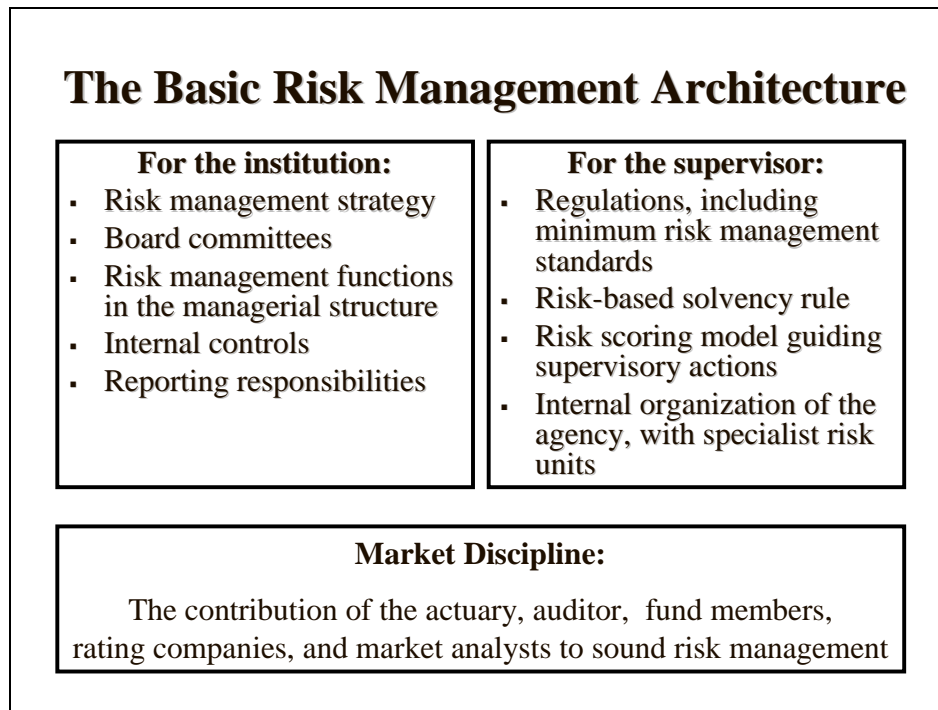 The Basic Risk Management Architecture
For the institution:
▪ Risk management strategy
▪ Board committees
▪ Risk management functions
in the managerial structure
▪ Internal controls
▪ Reporting responsibilities
For the supervisor:
▪ Regulations, including
minimum risk management
standards
▪ Risk-based solvency rule
▪ Risk scoring model guiding
supervisory actions
▪ Internal organization of the
agency, with specialist risk
units
Market Discipline:
The contribution of the actuary, auditor, fund members,
rating companies, and market analysts to sound risk management